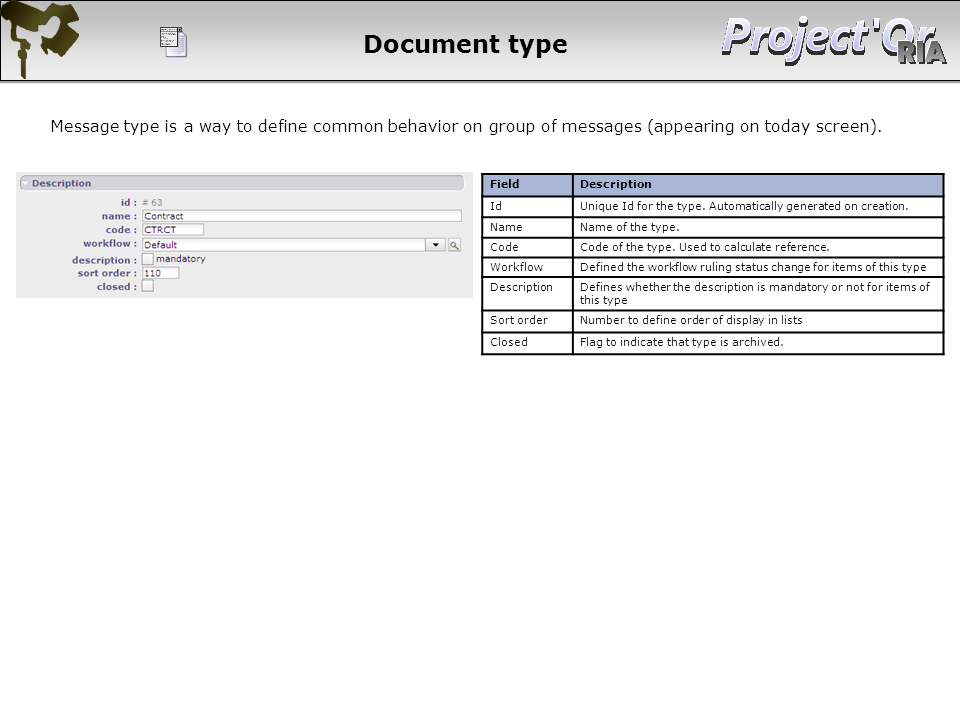 Document type
Project'Or
RIA
Message type is a way to define common behavior on group of messages (appearing on today screen).
Description
id : # 63
name : Contract
code : CTRCT
workflow : Default
description : mandatory
sort order : 110
closed :
Field Description
Id Unique Id for the type. Automatically generated on creation.
Name Name of the type.
Code Code of the type. Used to calculate reference.
Workflow Defined the workflow ruling status change for items of this type
Description Defines whether the description is mandatory or not for items of
this type
Sort order Number to define order of display in lists
Closed Flag to indicate that type is archived.